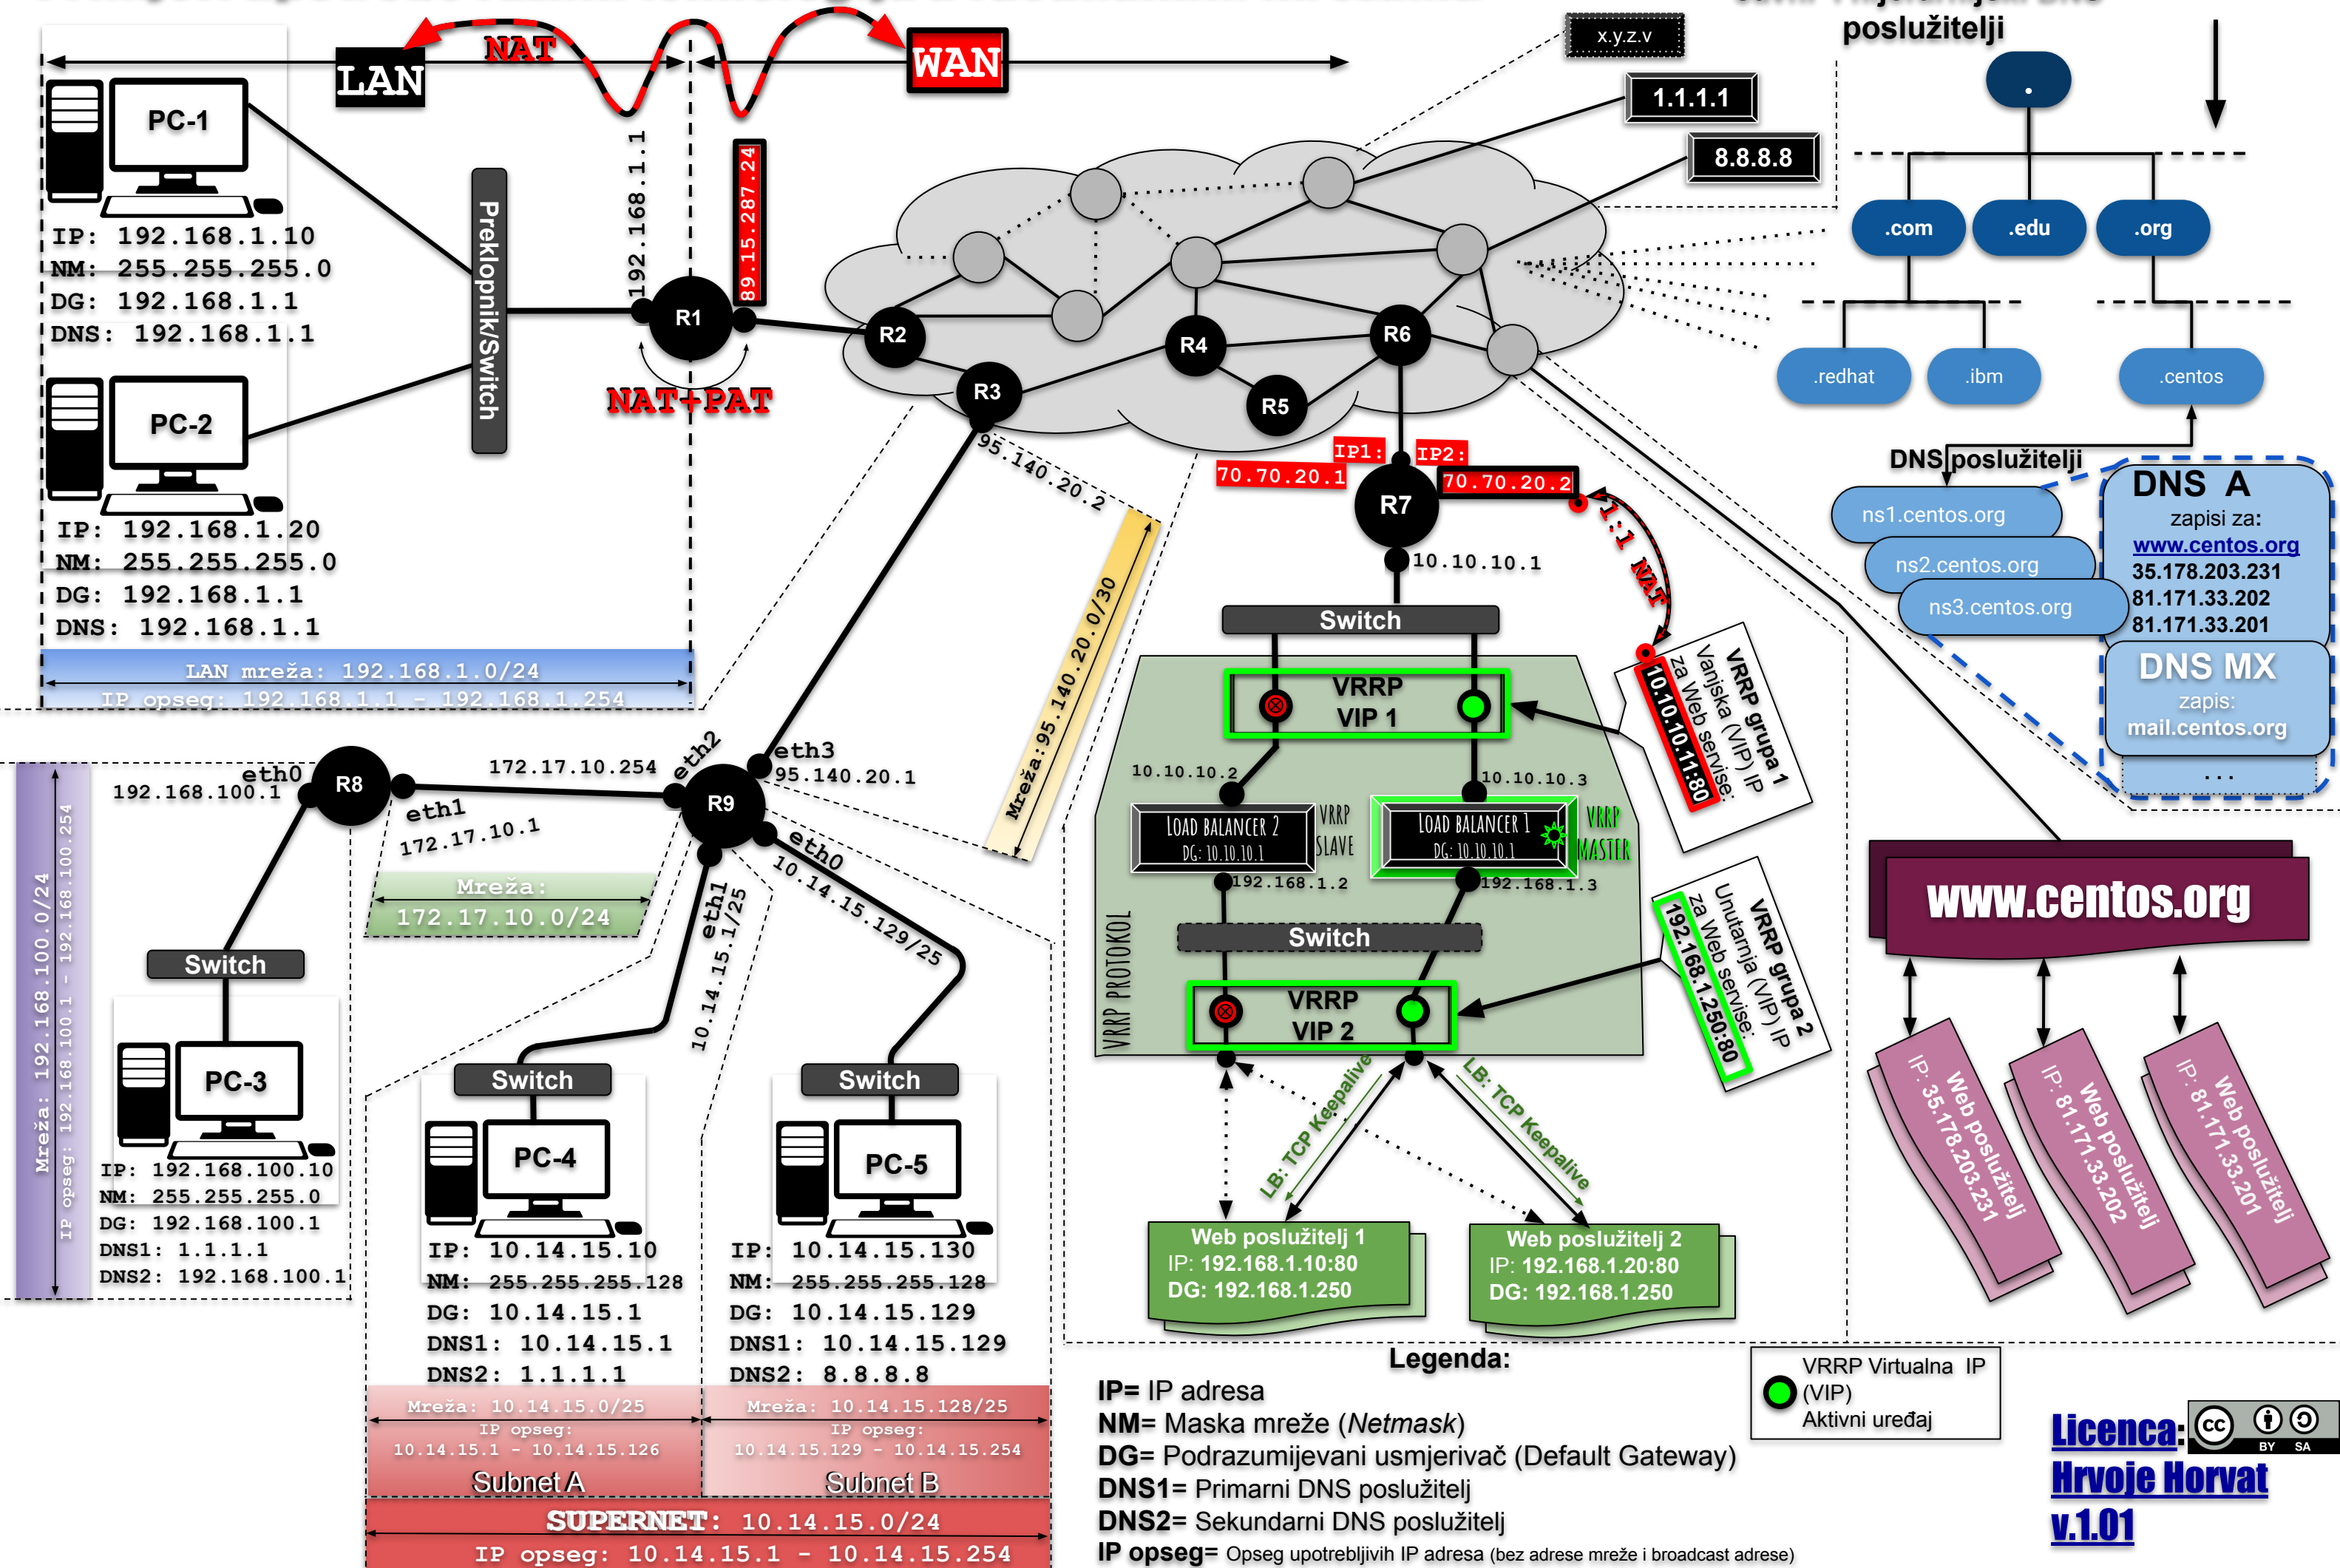 poslužitelji
LAN
NAT
WAN
x.y.z.v
1.1.1.1
8.8.8.8
.
.com
.edu
.org
.redhat
.ibm
.centos
PC-1
IP: 192.168.1.10
NM: 255.255.255.0
DG: 192.168.1.1
DNS: 192.168.1.1
PC-2
IP: 192.168.1.20
NM: 255.255.255.0
DG: 192.168.1.1
DNS: 192.168.1.1
Preklopnik/Switch
192.168.1.1
89.15.287.24
R1
NAT+PAT
LAN mreža: 192.168.1.0/24
IP opseg: 192.168.1.1 - 192.168.1.254
R2
R3
R4
R5
R6
95.140.20.2
Mreža:95.140.20.0/30
IP1:
70.70.20.1
IP2:
70.70.20.2
R7
1:1 NAT
10.10.10.1
Switch
VRRP
VIP 1
10.10.10.2
10.10.10.3
LOAD BALANCER 2
DG: 10.10.10.1
VRRP
SLAVE
LOAD BALANCER 1
DG: 10.10.10.1
VRRP
MASTER
192.168.1.2
192.168.1.3
Switch
VRRP PROTOKOL
VRRP
VIP 2
VRRP grupa 1
Vanjska (VIP) IP
za Web servise:
10.10.10.11:80
VRRP grupa 2
Unutarnja (VIP) IP
za Web servise:
192.168.1.250:80
LB: TCP Keepalive
LB: TCP Keepalive
Web poslužitelj 1
IP: 192.168.1.10:80
DG: 192.168.1.250
Web poslužitelj 2
IP: 192.168.1.20:80
DG: 192.168.1.250
DNS poslužitelji
ns1.centos.org
ns2.centos.org
ns3.centos.org
DNS A
zapisi za:
www.centos.org
35.178.203.231
81.171.33.202
81.171.33.201
DNS MX
zapis:
mail.centos.org
...
www.centos.org
Web poslužitelj
IP: 35.178.203.231
Web poslužitelj
IP: 81.171.33.202
Web poslužitelj
IP: 81.171.33.201
Mreža: 192.168.100.0/24
IP opseg: 192.168.100.1 - 192.168.100.254
eth0
192.168.100.1
R8
eth1
172.17.10.1
172.17.10.254
eth2
R9
eth3
95.140.20.1
eth0
10.14.15.129/25
eth1
10.14.15.1/25
Mreža:
172.17.10.0/24
Switch
PC-3
IP: 192.168.100.10
NM: 255.255.255.0
DG: 192.168.100.1
DNS1: 1.1.1.1
DNS2: 192.168.100.1
Switch
PC-4
IP: 10.14.15.10
NM: 255.255.255.128
DG: 10.14.15.1
DNS1: 10.14.15.1
DNS2: 1.1.1.1
Switch
PC-5
IP: 10.14.15.130
NM: 255.255.255.128
DG: 10.14.15.129
DNS1: 10.14.15.129
DNS2: 8.8.8.8
Mreža: 10.14.15.0/25
IP opseg:
10.14.15.1 - 10.14.15.126
Subnet A
Mreža: 10.14.15.128/25
IP opseg:
10.14.15.129 - 10.14.15.254
Subnet B
SUPERNET: 10.14.15.0/24
IP opseg: 10.14.15.1 - 10.14.15.254
Legenda:
IP= IP adresa
NM= Maska mreže (Netmask)
DG= Podrazumijevani usmjerivač (Default Gateway)
DNS1= Primarni DNS poslužitelj
DNS2= Sekundarni DNS poslužitelj
IP opseg= Opseg upotrebljivih IP adresa (bez adrese mreže i broadcast adrese)
VRRP Virtualna IP
(VIP)
Aktivni uređaj
Licenca:
cc BY SA
Hrvoje Horvat
v.1.01